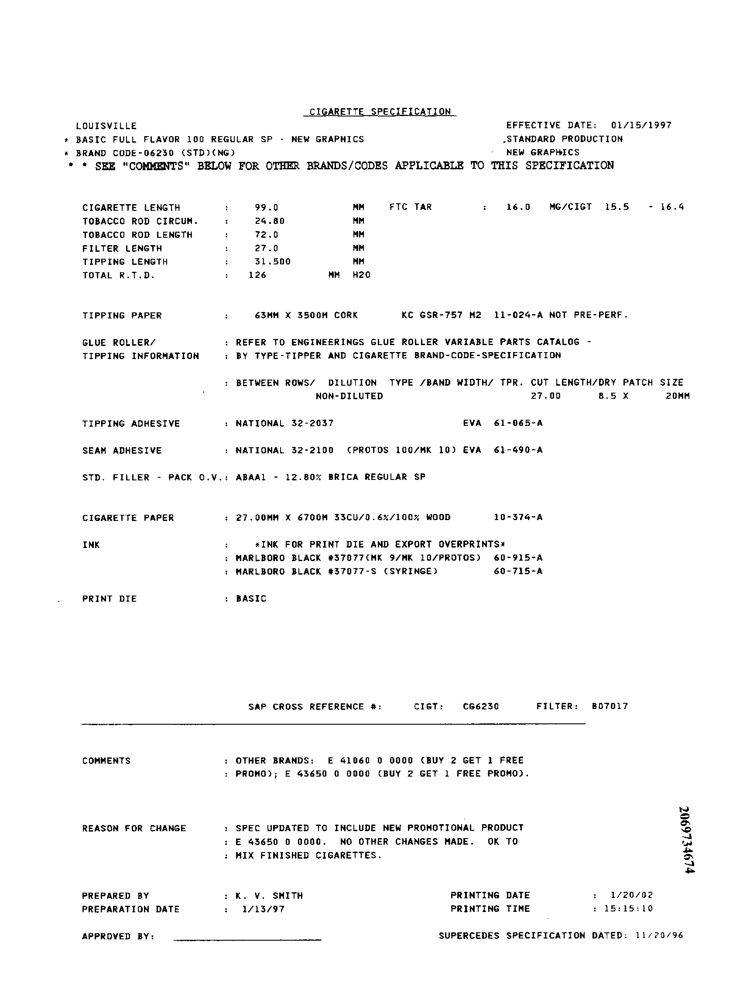 CIGARETTE SPECIFICATION
LOUISVILLE EFFECTIVE DATE: 01/15/1997
* BASIC FULL FLAVOR 100 REGULAR SP - NEW GRAPHICS ,STANDARD PRODUCTION
* BRAND CODE-06230 (STD)(NG) NEW GRAPHICS
* * SEE "COMMENTS" BELOW FOR OTHER BRANDS/CODES APPLICABLE TO THIS SPECIFICATION
CIGARETTE LENGTH : 99.0 MM FTC TAR : 16.0 MG/CIGT 15.5 - 16.4
TOBACCO ROD CIRCUM. : 24.80 MM
TOBACCO ROD LENGTH : 72.0 MM
FILTER LENGTH : 27.0 MM
TIPPING LENGTH : 31.500 MM
TOTAL R.T.D. : 126 MM H2O
TIPPING PAPER : 63MM X 3500M CORK KC GSR-757 M2 11-024-A NOT PRE-PERF.
GLUE ROLLER/ : REFER TO ENGINEERINGS GLUE ROLLER VARIABLE PARTS CATALOG -
TIPPING INFORMATION : BY TYPE-TIPPER AND CIGARETTE BRAND-CODE-SPECIFICATION
: BETWEEN ROWS/ DILUTION TYPE /BAND WIDTH/ TPR. CUT LENGTH/DRY PATCH SIZE
NON-DILUTED 27.00 8.5 X 20MM
TIPPING ADHESIVE : NATIONAL 32-2037 EVA 61-065-A
SEAM ADHESIVE : NATIONAL 32-2100 (PROTOS 100/MK 10) EVA 61-490-A
STD. FILLER - PACK O.V.: ABAA1 - 12.80% BRICA REGULAR SP
CIGARETTE PAPER : 27.00MM X 6700M 33CU/0.6%/100% WOOD 10-374-A
INK : *INK FOR PRINT DIE AND EXPORT OVERPRINTS*
: MARLBORO BLACK #37077(MK 9/MK 10/PROTOS) 60-915-A
: MARLBORO BLACK #37077-S (SYRINGE) 60-715-A
PRINT DIE : BASIC
SAP CROSS REFERENCE #: CIGT: CG6230 FILTER: B07017
COMMENTS : OTHER BRANDS: E 41060 0 0000 (BUY 2 GET 1 FREE
: PROMO); E 43650 0 0000 (BUY 2 GET 1 FREE PROMO).
REASON FOR CHANGE : SPEC UPDATED TO INCLUDE NEW PROMOTIONAL PRODUCT
: E 43650 0 0000. NO OTHER CHANGES MADE. OK TO
: MIX FINISHED CIGARETTES.
2069734674
PREPARED BY : K. V. SMITH PRINTING DATE : 1/20/02
PREPARATION DATE : 1/13/97 PRINTING TIME : 15:15:10
APPROVED BY: SUPERCEDES SPECIFICATION DATED: 11/20/96